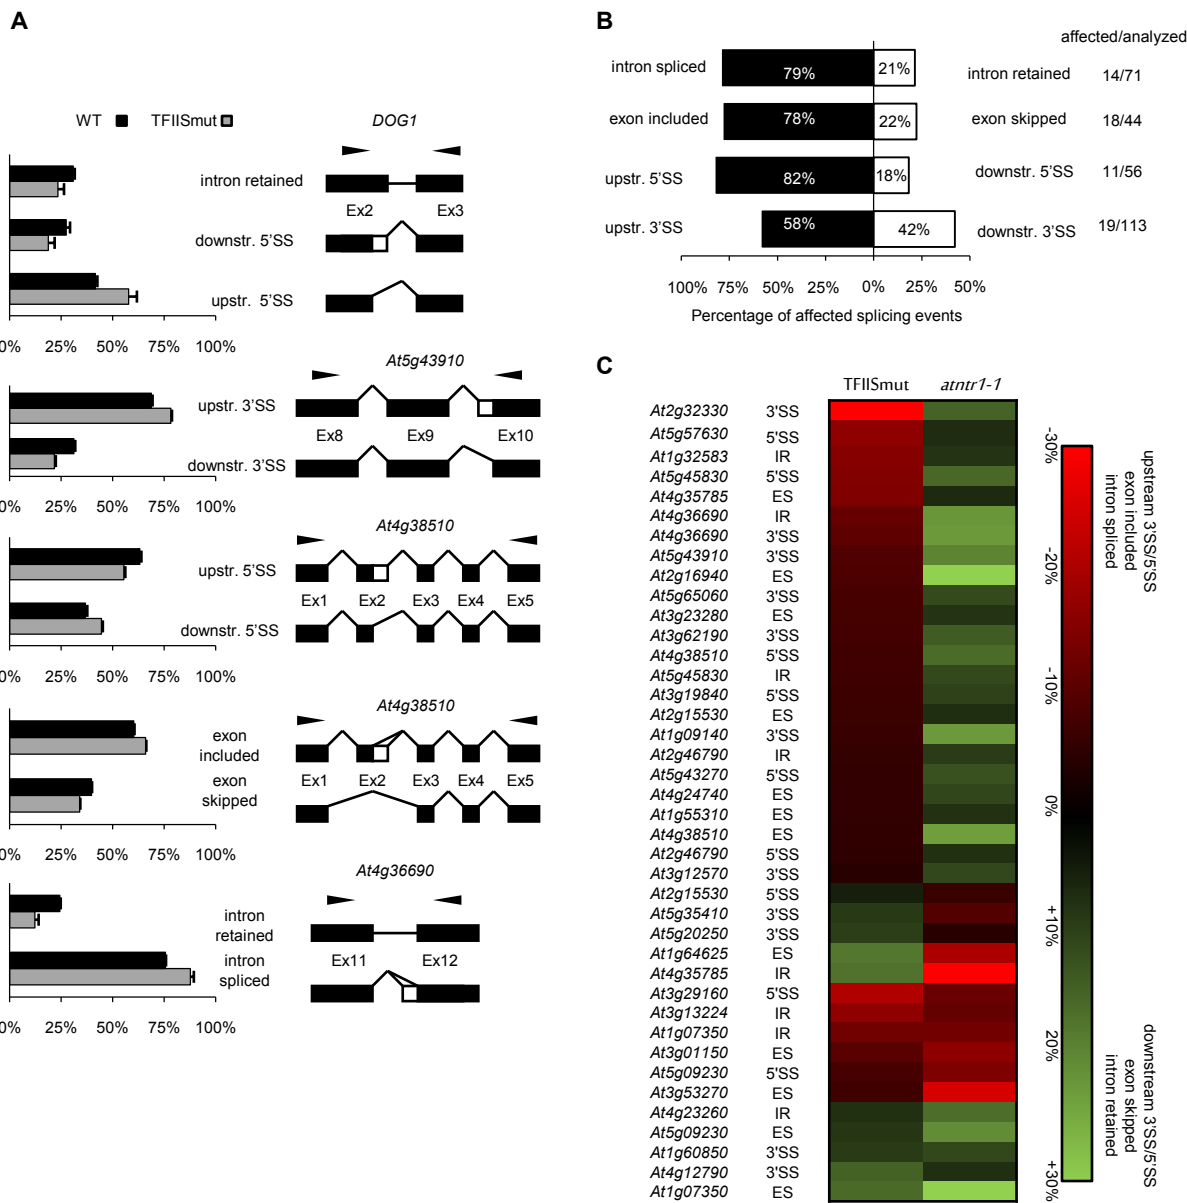 A
WT TFIISmut
DOG1
intron retained
Ex2 Ex3
downstr. 5'SS
upstr. 5'SS
0% 25% 50% 75% 100%
At5g43910
upstr. 3'SS
Ex8 Ex9 Ex10
downstr. 3'SS
0% 25% 50% 75% 100%
At4g38510
upstr. 5'SS
Ex1 Ex2 Ex3 Ex4 Ex5
downstr. 5'SS
0% 25% 50% 75% 100%
At4g38510
exon
included
Ex1 Ex2 Ex3 Ex4 Ex5
exon
skipped
0% 25% 50% 75% 100%
At4g36690
intron
retained
Ex11 Ex12
intron
spliced
0% 25% 50% 75% 100%
B
affected/analyzed
intron spliced 79% 21% intron retained 14/71
exon included 78% 22% exon skipped 18/44
upstr. 5'SS 82% 18% downstr. 5'SS 11/56
upstr. 3'SS 58% 42% downstr. 3'SS 19/113
100% 75% 50% 25% 0% 25% 50%
Percentage of affected splicing events
C
TFIISmut atntr1-1
At2g32330 3'SS
At5g57630 5'SS
At1g32583 IR
At5g45830 5'SS
At4g35785 ES
At4g36690 IR
At4g36690 3'SS
At5g43910 3'SS
At2g16940 ES
At5g65060 3'SS
At3g23280 ES
At3g62190 3'SS
At4g38510 5'SS
At5g45830 IR
At3g19840 5'SS
At2g15530 ES
At1g09140 3'SS
At2g46790 IR
At5g43270 5'SS
At4g24740 ES
At1g55310 ES
At4g38510 ES
At2g46790 5'SS
At3g12570 3'SS
At2g15530 5'SS
At5g35410 3'SS
At5g20250 3'SS
At1g64625 ES
At4g35785 IR
At3g29160 5'SS
At3g13224 IR
At1g07350 IR
At3g01150 ES
At5g09230 5'SS
At3g53270 ES
At4g23260 IR
At5g09230 ES
At1g60850 3'SS
At4g12790 3'SS
At1g07350 ES
-30%
-20%
-10%
0%
+10%
20%
+30%
upstream 3'SS/5'SS
exon included
intron spliced
downstream 3'SS/5'SS
exon skipped
intron retained